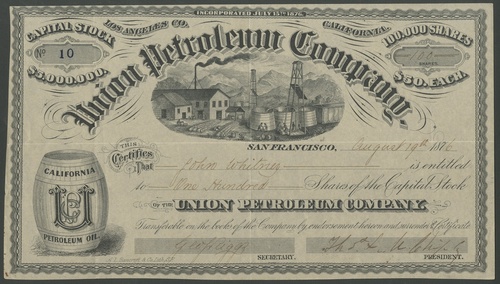 INCORPORATED JULY 15TH 1876.
CAPITAL STOCK LOS ANGELES CO. CALIFORNIA. 100,000 SHARES
No 10
$5,000,000. $50, EACH.
SHARES.
Union Petroleum Company,
SAN FRANCISCO, August 19th 1876
THIS Certifies That John Whitney is entitled
to One Hundred Shares of the Capital Stock
OF THE UNION PETROLEUM COMPANY.
Transferable on the books of the Company by endorsement hereon and surrender of this Certificate
SECRETARY. PRESIDENT.
CALIFORNIA
U
PETROLEUM OIL